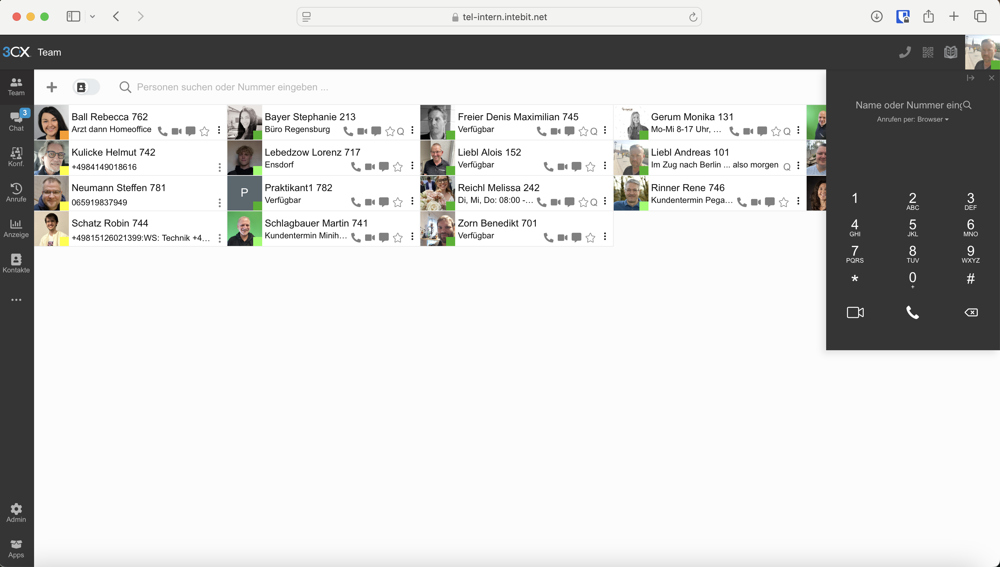 tel-intern.intebit.net
3CX Team
Team
3
Chat
Konf.
Anrufe
Anzeige
Kontakte
Admin
Apps
Personen suchen oder Nummer eingeben ...
Ball Rebecca 762
Arzt dann Homeoffice
Bayer Stephanie 213
Büro Regensburg
Q
Freier Denis Maximilian 745
Verfügbar
Q
intebit
Gerum Monika 131
Mo-Mi 8-17 Uhr, ...
Q
Kulicke Helmut 742
+4984149018616
Lebedzow Lorenz 717
Ensdorf
Liebl Alois 152
Verfügbar
Liebl Andreas 101
Im Zug nach Berlin ... also morgen
Q
Neumann Steffen 781
065919837949
P
Praktikant1 782
Verfügbar
Reichl Melissa 242
Di, Mi, Do: 08:00 -...
Q
Rinner Rene 746
Kundentermin Pega...
Schatz Robin 744
+49815126021399:WS: Technik +4...
Schlagbauer Martin 741
Kundentermin Minih...
Zorn Benedikt 701
Verfügbar
Name oder Nummer ein
Anrufen per: Browser
1 2 3
ABC DEF
4 5 6
GHI JKL MNO
7 8 9
PQRS TUV WXYZ
* 0 #
+